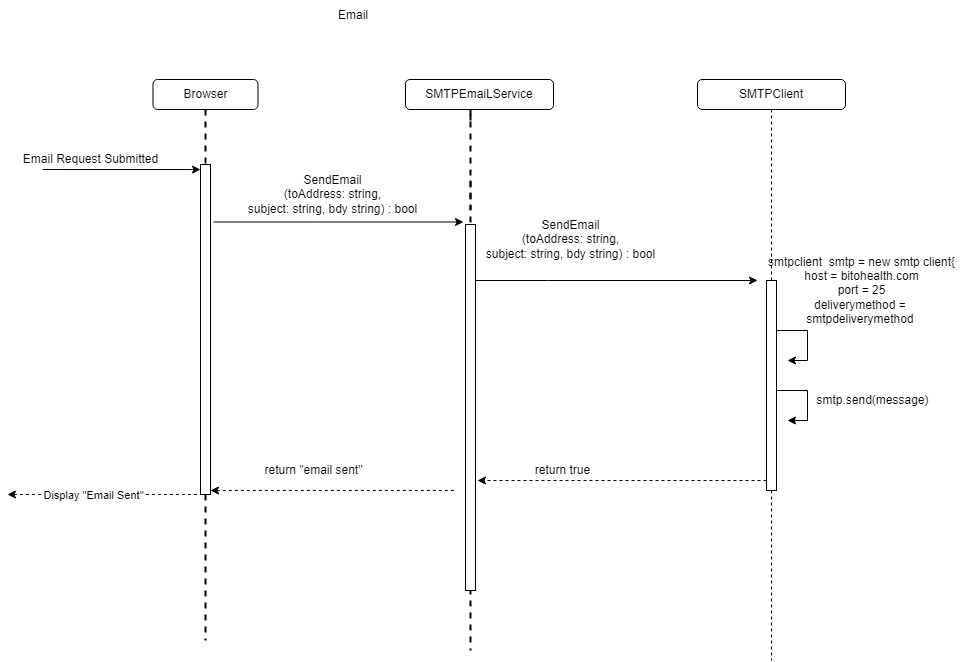 Email
Browser
SMTPEmaiLService
SMTPClient
Email Request Submitted
SendEmail
(toAddress: string,
subject: string, bdy string) : bool
SendEmail
(toAddress: string,
subject: string, bdy string) : bool
smtpclient  smtp = new smtp client{
host = bitohealth.com
port = 25
deliverymethod =
smtpdeliverymethod
smtp.send(message)
return "email sent"
return true
Display "Email Sent"